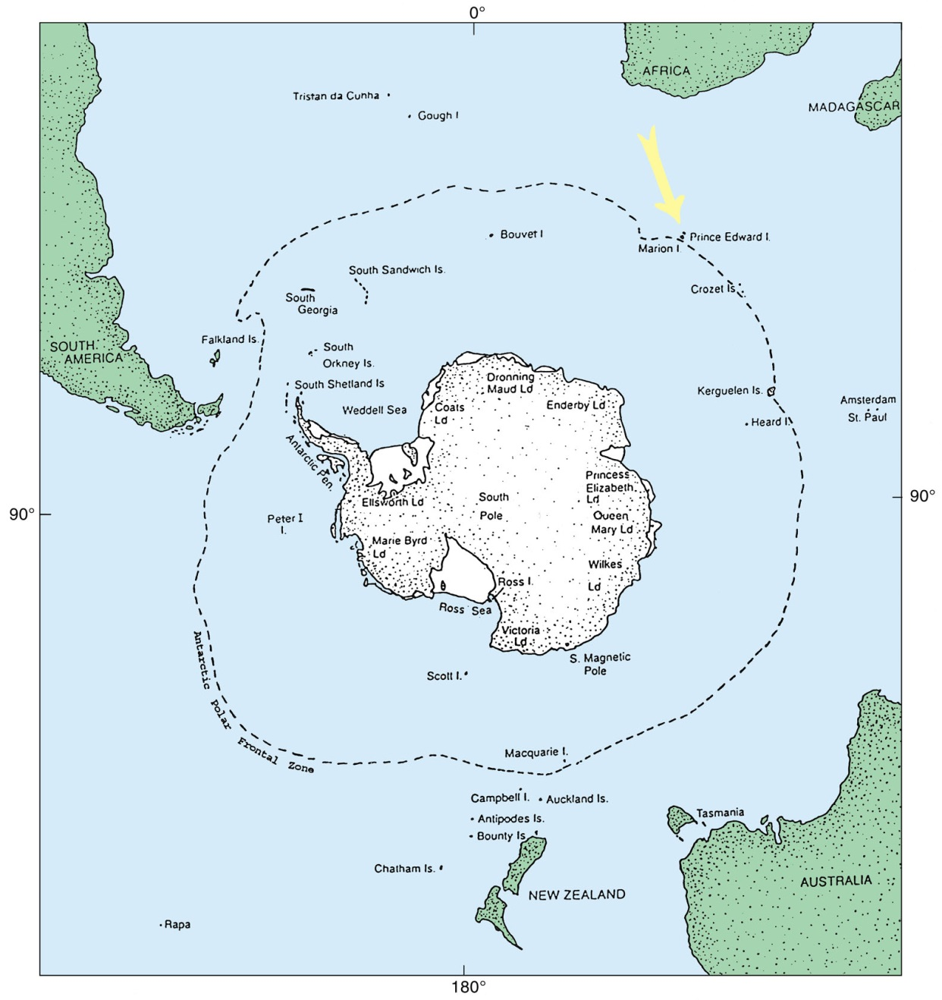 0°
AFRICA
MADAGASCAR
Tristan da Cunha
Gough I
Bouvet I
Prince Edward I.
Marion I.
South Sandwich Is.
Crozet Is.
South
Georgia
Falkland Is.
SOUTH
AMERICA
South
Orkney Is.
South Shetland Is
Weddell Sea
Dronning
Maud Ld
Coats
Ld
Enderby Ld
Kerguelen Is.
Heard I.
Amsterdam
St. Paul
Antarctic Pen.
Princess
Elizabeth
Ld
Ellsworth Ld
South
Pole
Queen
Mary Ld
90°
90°
Peter I
I.
Marie Byrd
Ld
Wilkes
Ld
Ross I.
Ross Sea
Victoria
Ld
S. Magnetic
Pole
Scott I.
Antarctic Polar Frontal Zone
Macquarie I.
Campbell I.
Auckland Is.
Antipodes Is.
Bounty Is.
Tasmania
Chatham Is.
NEW ZEALAND
AUSTRALIA
Rapa
180°